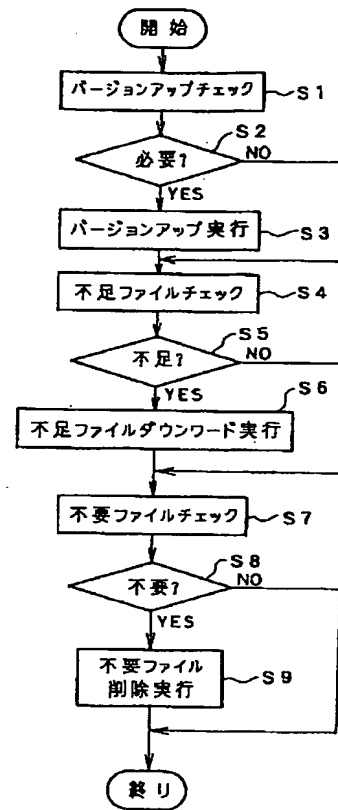 開始
バージョンアップチェック
S1
S2
必要?
NO
YES
バージョンアップ実行
S3
不足ファイルチェック
S4
S5
不足?
NO
YES
S6
不足ファイルダウンワード実行
不要ファイルチェック
S7
S8
不要?
NO
YES
不要ファイル
削除実行
S9
終り